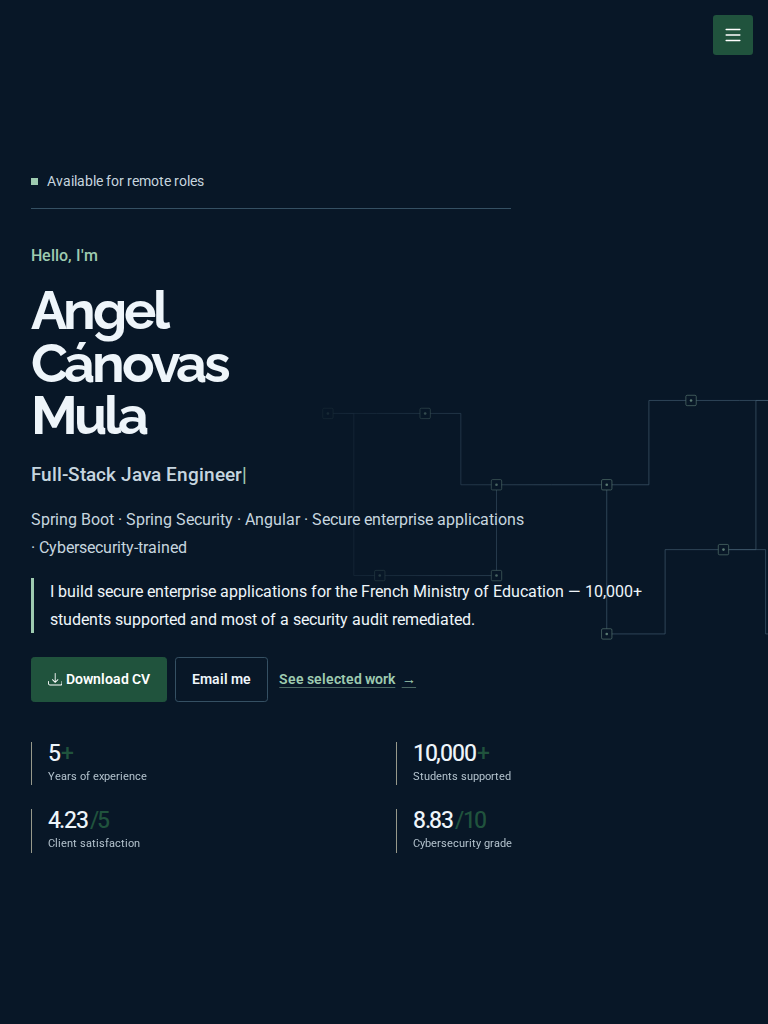 Available for remote roles
Hello, I'm
Angel
Cánovas
Mula
Full-Stack Java Engineer|
Spring Boot · Spring Security · Angular · Secure enterprise applications
· Cybersecurity-trained
I build secure enterprise applications for the French Ministry of Education — 10,000+
students supported and most of a security audit remediated.
Download CV
Email me
See selected work →
5+
Years of experience
10,000+
Students supported
4.23/5
Client satisfaction
8.83/10
Cybersecurity grade